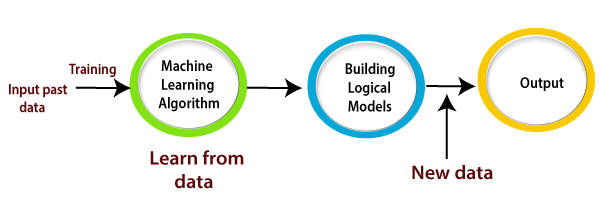 Input past
data
Training
Machine
Learning
Algorithm
Learn from
data
Building
Logical
Models
New data
Output